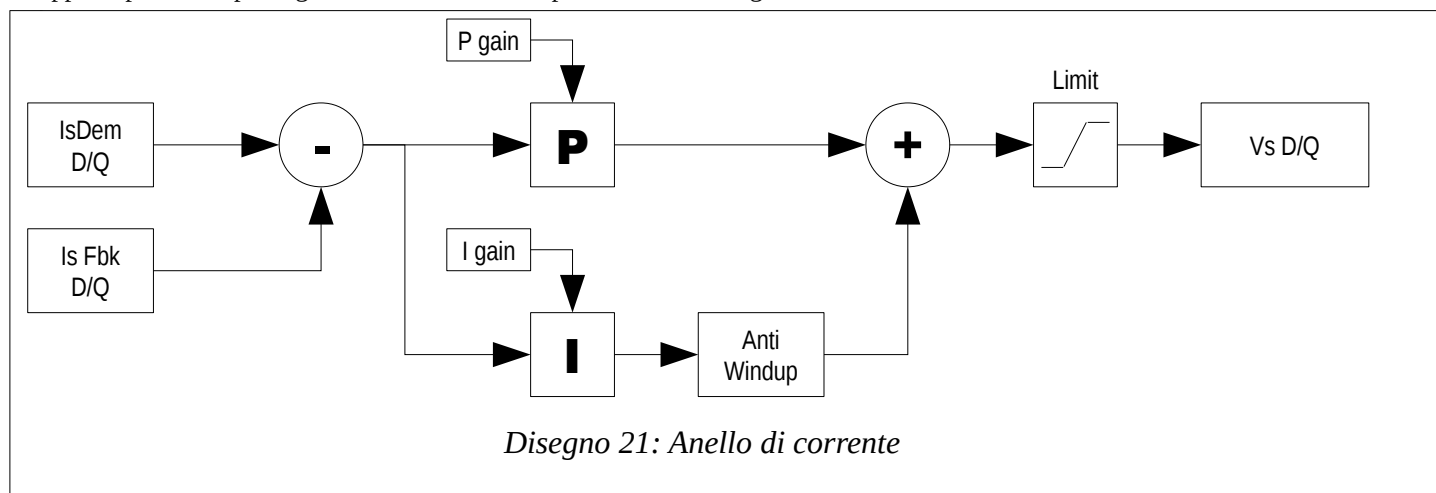 P gain
Limit
IsDem
D/Q
-
P
+
Vs D/Q
Is Fbk
D/Q
I gain
I
Anti
Windup
Disegno 21: Anello di corrente